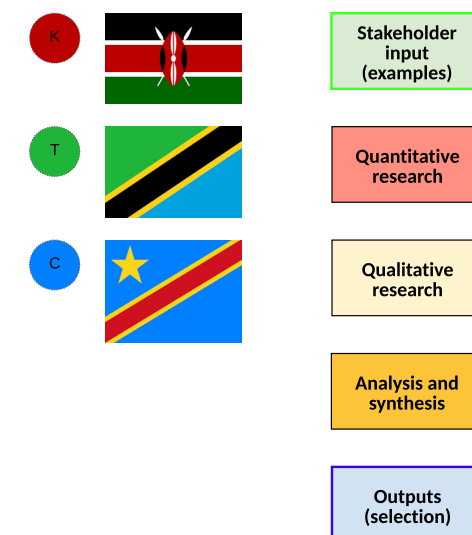 K
Stakeholder
input
(examples)
T
Quantitative
research
C
Qualitative
research
Analysis and
synthesis
Outputs
(selection)